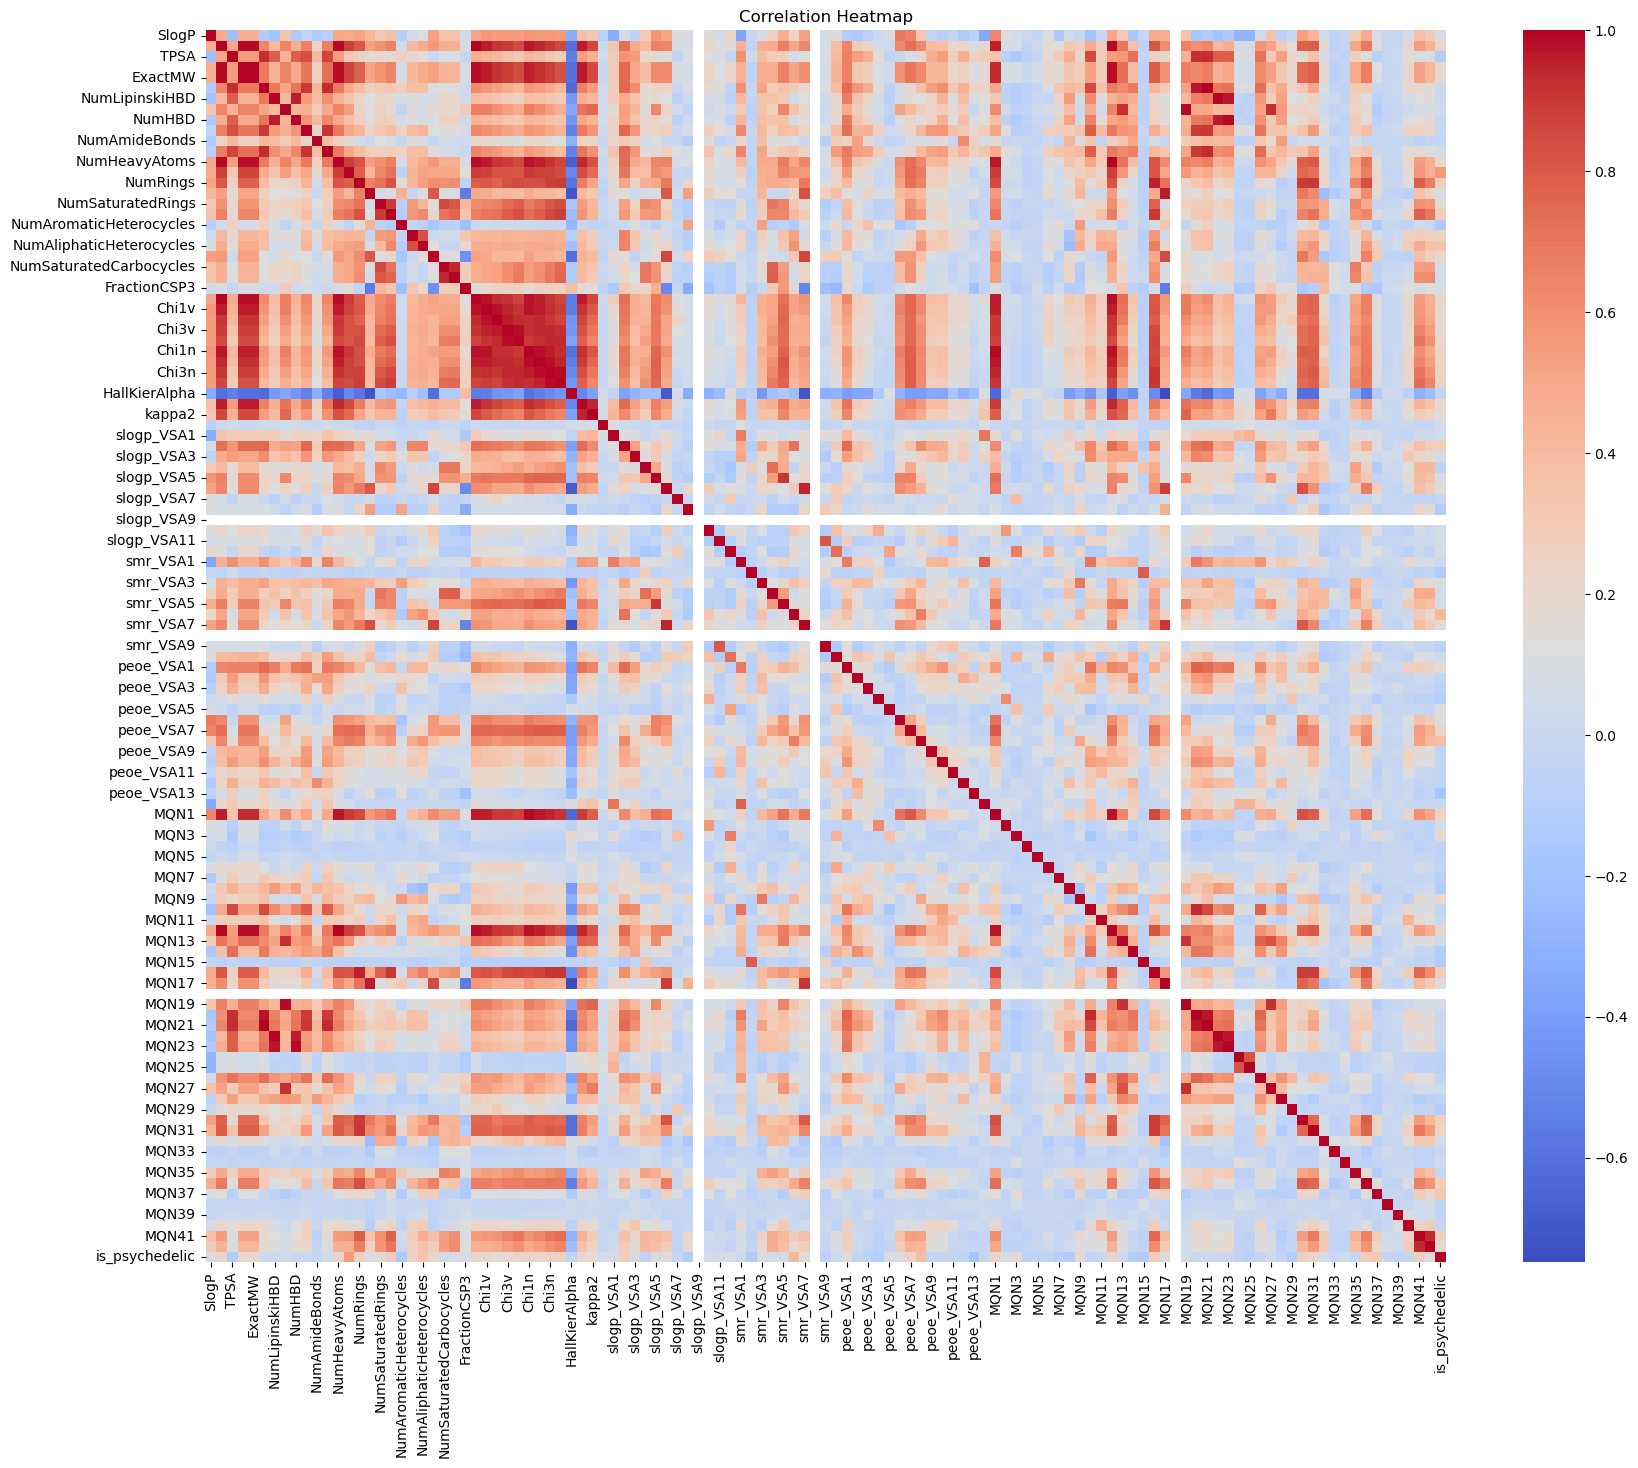 Correlation Heatmap
SlogP
TPSA
ExactMW
NumLipinskiHBD
NumHBD
NumAmideBonds
NumHeavyAtoms
NumRings
NumSaturatedRings
NumAromaticHeterocycles
NumAliphaticHeterocycles
NumSaturatedCarbocycles
FractionCSP3
Chi1v
Chi3v
Chi1n
Chi3n
HallKierAlpha
kappa2
slogp_VSA1
slogp_VSA3
slogp_VSA5
slogp_VSA7
slogp_VSA9
slogp_VSA11
smr_VSA1
smr_VSA3
smr_VSA5
smr_VSA7
smr_VSA9
peoe_VSA1
peoe_VSA3
peoe_VSA5
peoe_VSA7
peoe_VSA9
peoe_VSA11
peoe_VSA13
MQN1
MQN3
MQN5
MQN7
MQN9
MQN11
MQN13
MQN15
MQN17
MQN19
MQN21
MQN23
MQN25
MQN27
MQN29
MQN31
MQN33
MQN35
MQN37
MQN39
MQN41
is_psychedelic
SlogP
TPSA
ExactMW
NumLipinskiHBD
NumHBD
NumAmideBonds
NumHeavyAtoms
NumRings
NumSaturatedRings
NumAromaticHeterocycles
NumAliphaticHeterocycles
NumSaturatedCarbocycles
FractionCSP3
Chi1v
Chi3v
Chi1n
Chi3n
HallKierAlpha
kappa2
slogp_VSA1
slogp_VSA3
slogp_VSA5
slogp_VSA7
slogp_VSA9
slogp_VSA11
smr_VSA1
smr_VSA3
smr_VSA5
smr_VSA7
smr_VSA9
peoe_VSA1
peoe_VSA3
peoe_VSA5
peoe_VSA7
peoe_VSA9
peoe_VSA11
peoe_VSA13
MQN1
MQN3
MQN5
MQN7
MQN9
MQN11
MQN13
MQN15
MQN17
MQN19
MQN21
MQN23
MQN25
MQN27
MQN29
MQN31
MQN33
MQN35
MQN37
MQN39
MQN41
is_psychedelic
1.0
0.8
0.6
0.4
0.2
0.0
−0.2
−0.4
−0.6